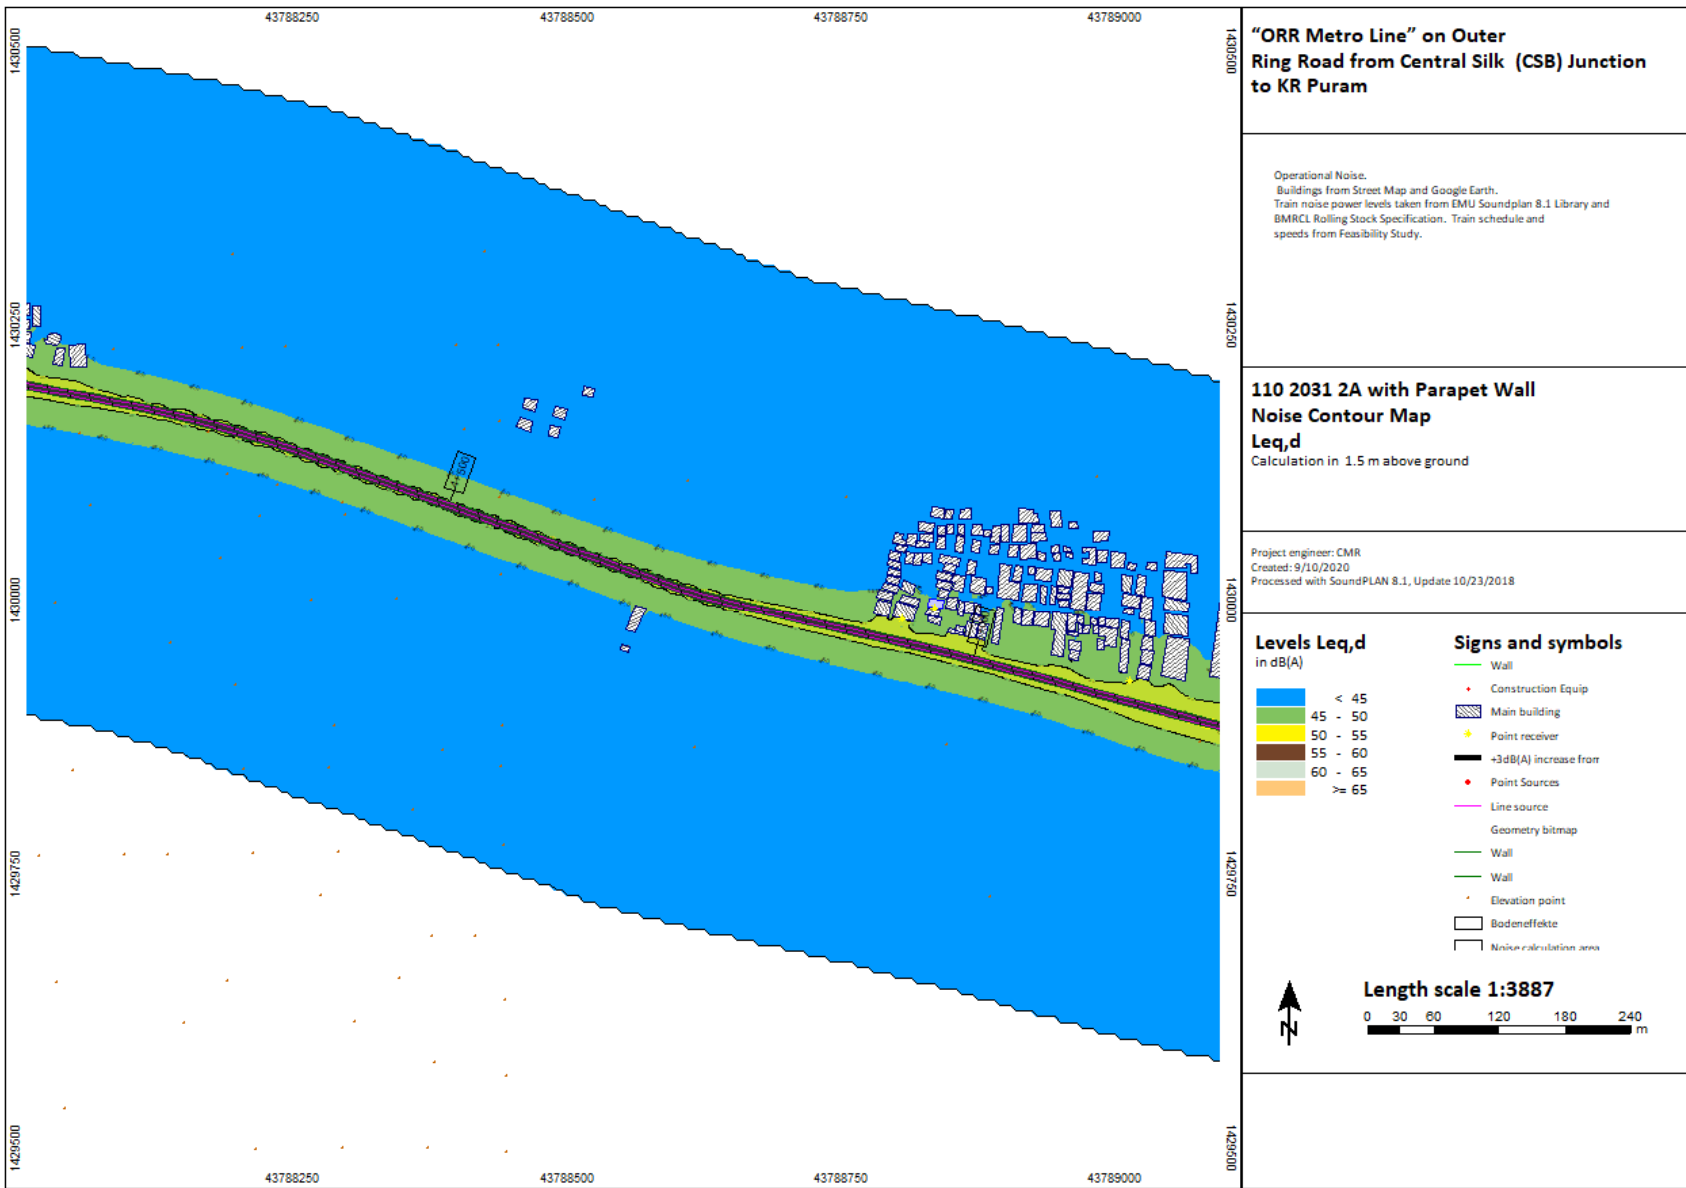 43788250 43788500 43788750 43789000
1430500 1430500
1430250 1430250
1430000 1430000
1429750 1429750
1429500 1429500
43788250 43788500 43788750 43789000
“ORR Metro Line” on Outer
Ring Road from Central Silk (CSB) Junction
to KR Puram
Operational Noise.
Buildings from Street Map and Google Earth.
Train noise power levels taken from EMU Soundplan 8.1 Library and
BMRCL Rolling Stock Specification. Train schedule and
speeds from Feasibility Study.
110 2031 2A with Parapet Wall
Noise Contour Map
Leq,d
Calculation in 1.5 m above ground
Project engineer: CMR
Created: 9/10/2020
Processed with SoundPLAN 8.1, Update 10/23/2018
Levels Leq,d
in dB(A)
< 45
45 - 50
50 - 55
55 - 60
60 - 65
>= 65
Signs and symbols
Wall
Construction Equip
Main building
Point receiver
+3dB(A) increase from
Point Sources
Line source
Geometry bitmap
Wall
Wall
Elevation point
Bodeneffekte
Noise calculation area
N
Length scale 1:3887
0 30 60 120 180 240
m